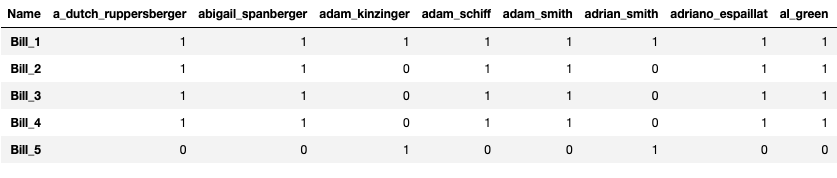 Name a_dutch_ruppersberger abigail_spanberger adam_kinzinger adam_schiff adam_smith adrian_smith adriano_espaillat al_green
Bill_1 1 1 1 1 1 1 1 1
Bill_2 1 1 0 1 1 0 1 1
Bill_3 1 1 0 1 1 0 1 1
Bill_4 1 1 0 1 1 0 1 1
Bill_5 0 0 1 0 0 1 0 0